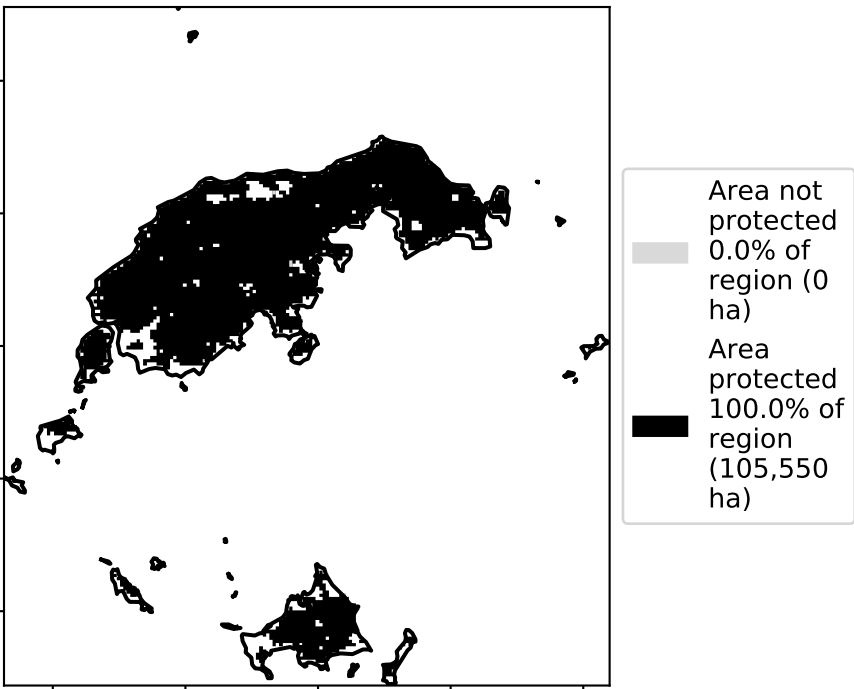 Area not
protected
0.0% of
region (0
ha)
Area
protected
100.0% of
region
(105,550
ha)